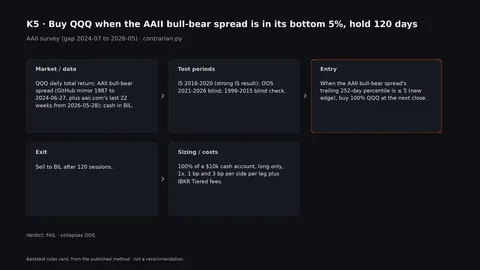 K5 · Buy QQQ when the AAII bull-bear spread is in its bottom 5%, hold 120 days
AAII survey (gap 2024-07 to 2026-05) · contrarian.py
Market / data
QQQ daily total return; AAII bull-bear
spread (GitHub mirror 1987 to
2024-06-27, plus aaii.com's last 22
weeks from 2026-05-28); cash in BIL.
Test periods
IS 2016-2020 (strong IS result); OOS
2021-2026 blind; 1999-2015 blind check.
Entry
When the AAII bull-bear spread's
trailing 252-day percentile is ≤ 5 (new
edge), buy 100% QQQ at the next close.
Exit
Sell to BIL after 120 sessions.
Sizing / costs
100% of a $10k cash account, long only,
1x. 1 bp and 3 bp per side per leg plus
IBKR Tiered fees.
Verdict: FAIL · collapses OOS
Backtest rules card, from the published method · not a recommendation.